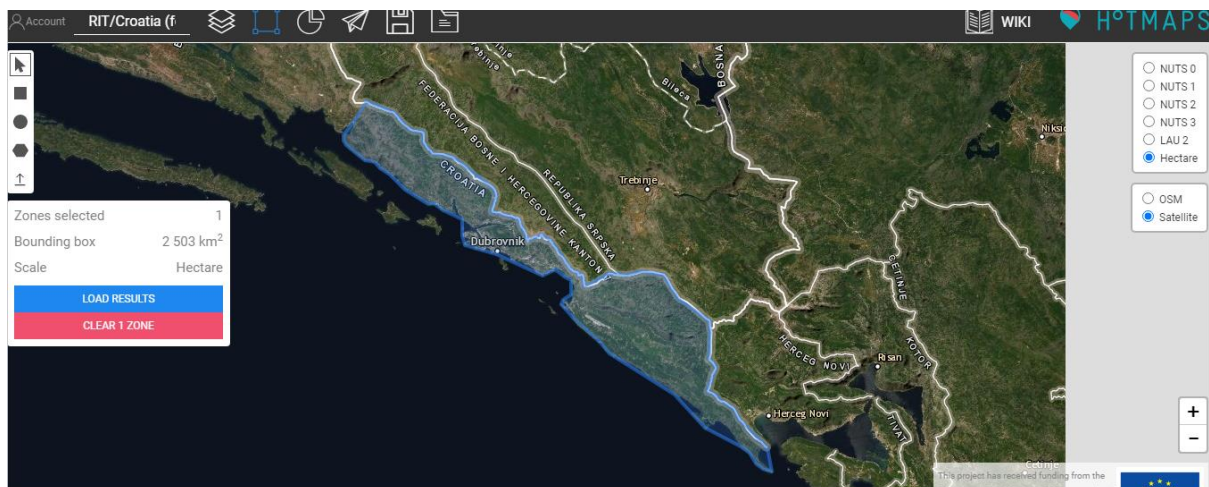 Account RIT/Croatia (f WIKI H°TMAPS
NUTS 0
NUTS 1
NUTS 2
NUTS 3
LAU 2
Hectare
OSM
Satellite
Zones selected 1
Bounding box 2 503 km2
Scale Hectare
LOAD RESULTS
CLEAR 1 ZONE
BOSNA
Bileca
Trebinje
FEDERACIJA BOSNE I HERCEGOVINE KANTON
REPUBLIKA SRPSKA
CROATIA
Trebinje
Dubrovnik
CETINJE
KOTOR
HERCEG NOVI
Risan
Herceg Novi
TIVAT
Cetinje
+
−
This project has received funding from the